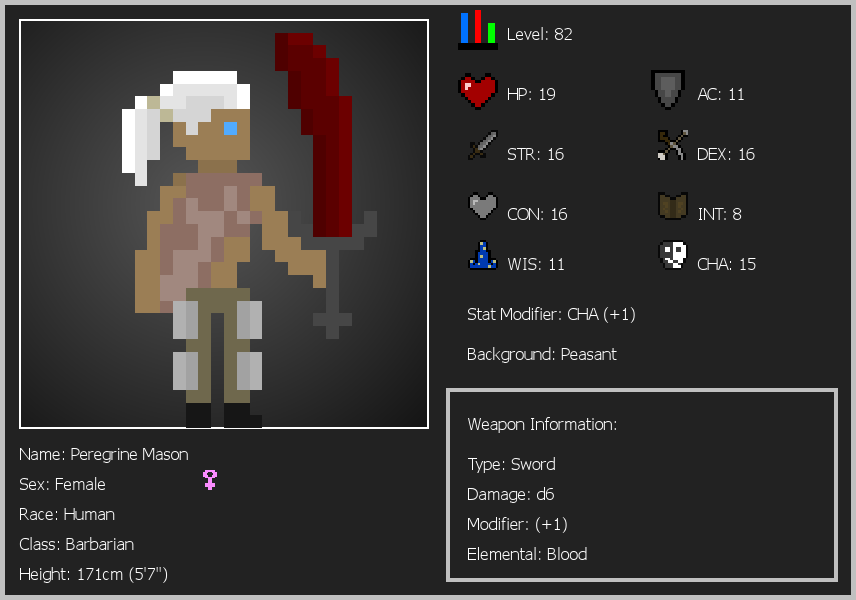 Level: 82
HP: 19
AC: 11
STR: 16
DEX: 16
CON: 16
INT: 8
WIS: 11
CHA: 15
Stat Modifier: CHA (+1)
Background: Peasant
Weapon Information:
Type: Sword
Damage: d6
Modifier: (+1)
Elemental: Blood
Name: Peregrine Mason
Sex: Female
Race: Human
Class: Barbarian
Height: 171cm (5'7")